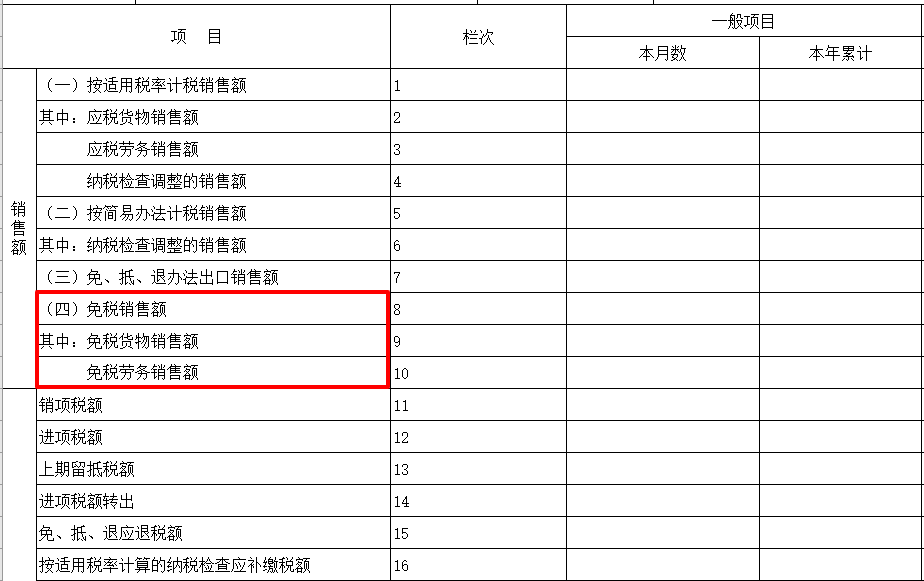 项 目 栏次 一般项目
本月数 本年累计
销售额
（一）按适用税率计税销售额 1
其中：应税货物销售额 2
应税劳务销售额 3
纳税检查调整的销售额 4
（二）按简易办法计税销售额 5
其中：纳税检查调整的销售额 6
（三）免、抵、退办法出口销售额 7
（四）免税销售额 8
其中：免税货物销售额 9
免税劳务销售额 10
销项税额 11
进项税额 12
上期留抵税额 13
进项税额转出 14
免、抵、退应退税额 15
按适用税率计算的纳税检查应补缴税额 16